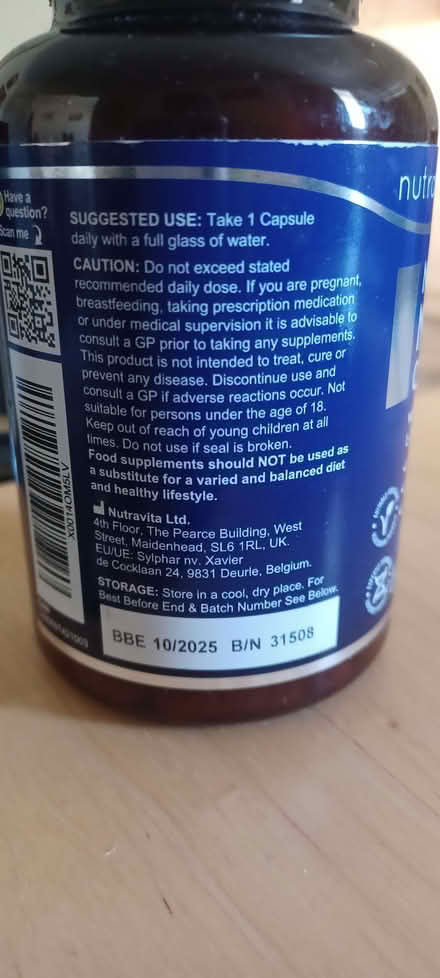 Have a
question?
Scan me
SUGGESTED USE: Take 1 Capsule
daily with a full glass of water.
CAUTION: Do not exceed stated
recommended daily dose. If you are pregnant,
breastfeeding, taking prescription medication
or under medical supervision it is advisable to
consult a GP prior to taking any supplements.
This product is not intended to treat, cure or
prevent any disease. Discontinue use and
consult a GP if adverse reactions occur. Not
suitable for persons under the age of 18.
Keep out of reach of young children at all
times. Do not use if seal is broken.
Food supplements should NOT be used as
a substitute for a varied and balanced diet
and healthy lifestyle.
Nutravita Ltd.
4th Floor, The Pearce Building, West
Street, Maidenhead, SL6 1RL, UK.
EU/UE: Sylphar nv. Xavier
de Cocklaan 24, 9831 Deurle, Belgium.
STORAGE: Store in a cool, dry place. For
Best Before End & Batch Number See Below.
BBE 10/2025 B/N 31508
X0014OM5LV
nutra